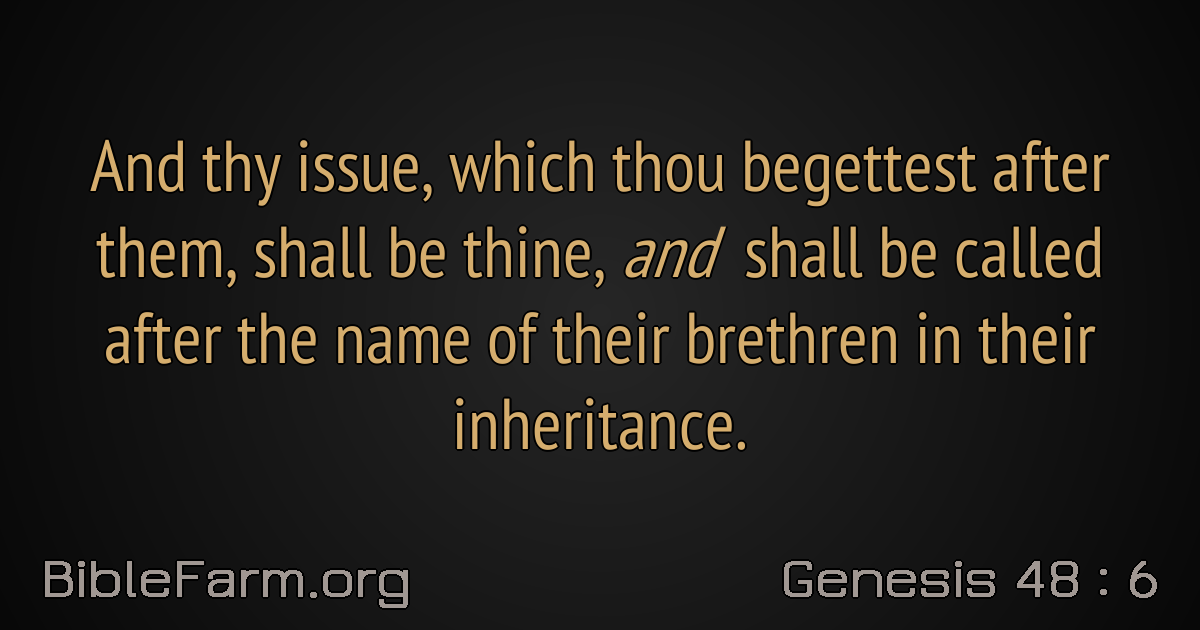 And thy issue, which thou begettest after
them, shall be thine, and shall be called
after the name of their brethren in their
inheritance.
BibleFarm.org
Genesis 48 : 6